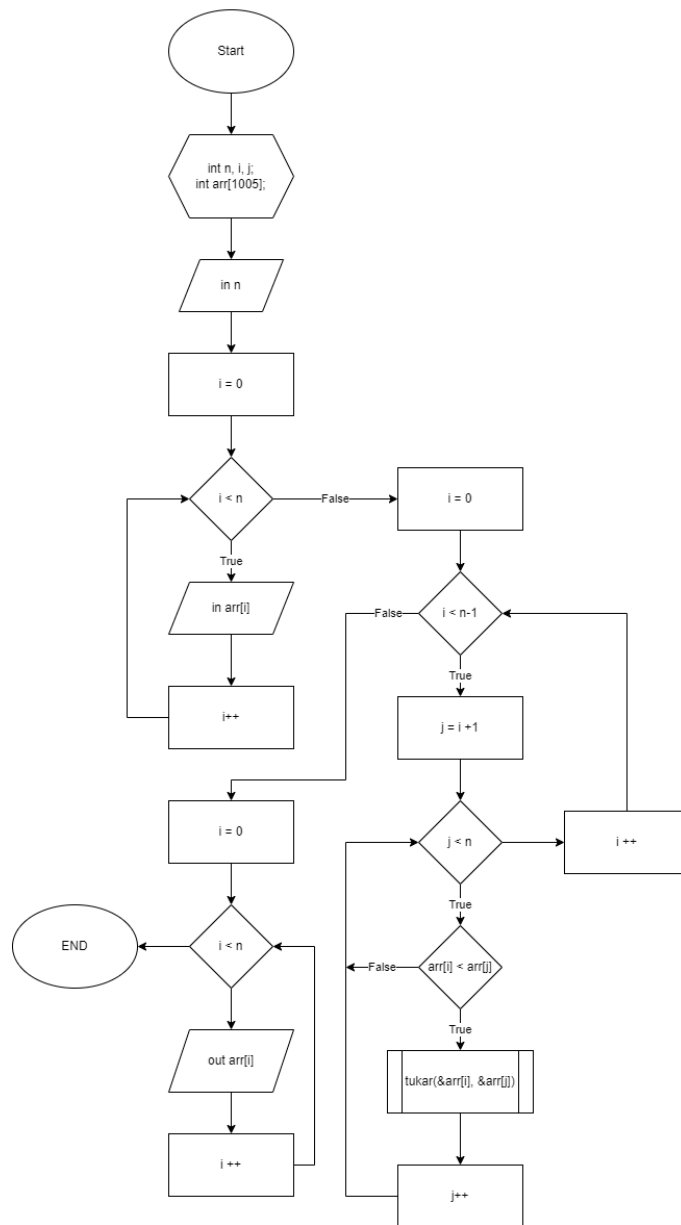 Start
int n, i, j;
int arr[1005];
in n
i = 0
i < n
False
True
in arr[i]
i++
i = 0
i < n-1
False
True
j = i +1
j < n
i ++
True
arr[i] < arr[j]
False
True
tukar(&arr[i], &arr[j])
j++
i = 0
i < n
END
out arr[i]
i ++